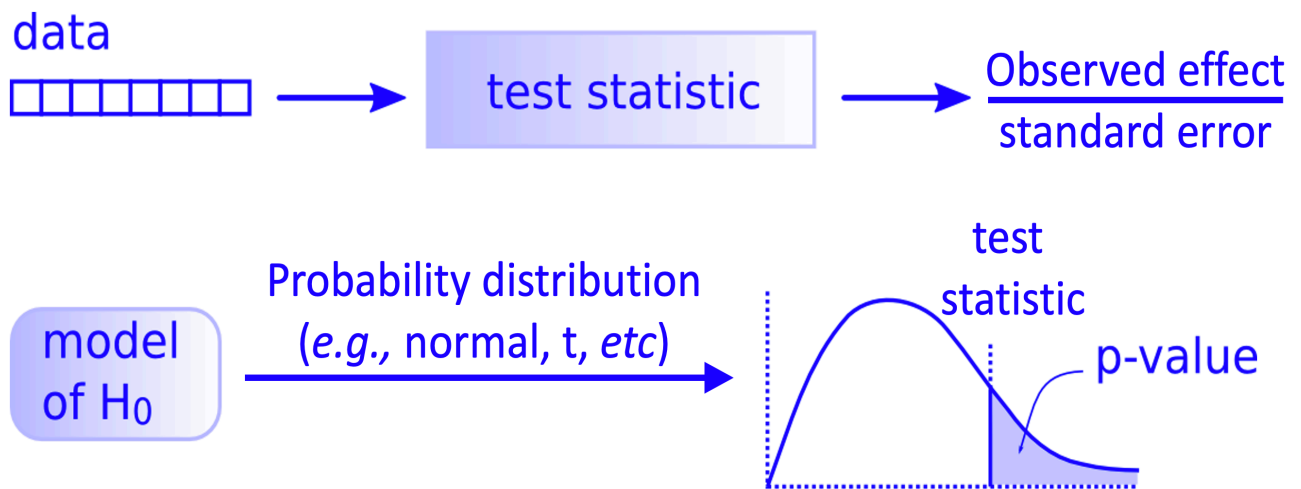 data
test statistic
Observed effect
standard error
test
statistic
Probability distribution
(e.g., normal, t, etc)
model
of H₀
p-value